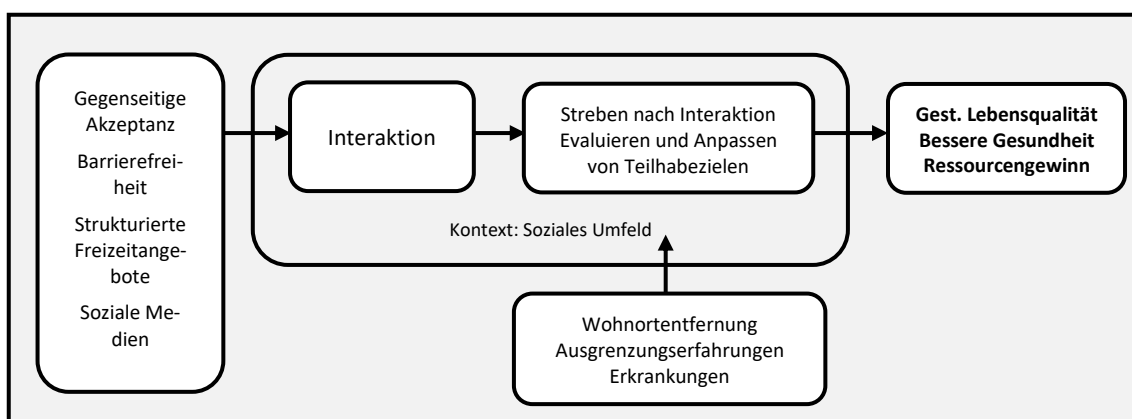 Gegenseitige
Akzeptanz
Barrierefrei-
heit
Strukturierte
Freizeitange-
bote
Soziale Me-
dien
Interaktion
Streben nach Interaktion
Evaluieren und Anpassen
von Teilhabezielen
Kontext: Soziales Umfeld
Gest. Lebensqualität
Bessere Gesundheit
Ressourcengewinn
Wohnortentfernung
Ausgrenzungserfahrungen
Erkrankungen